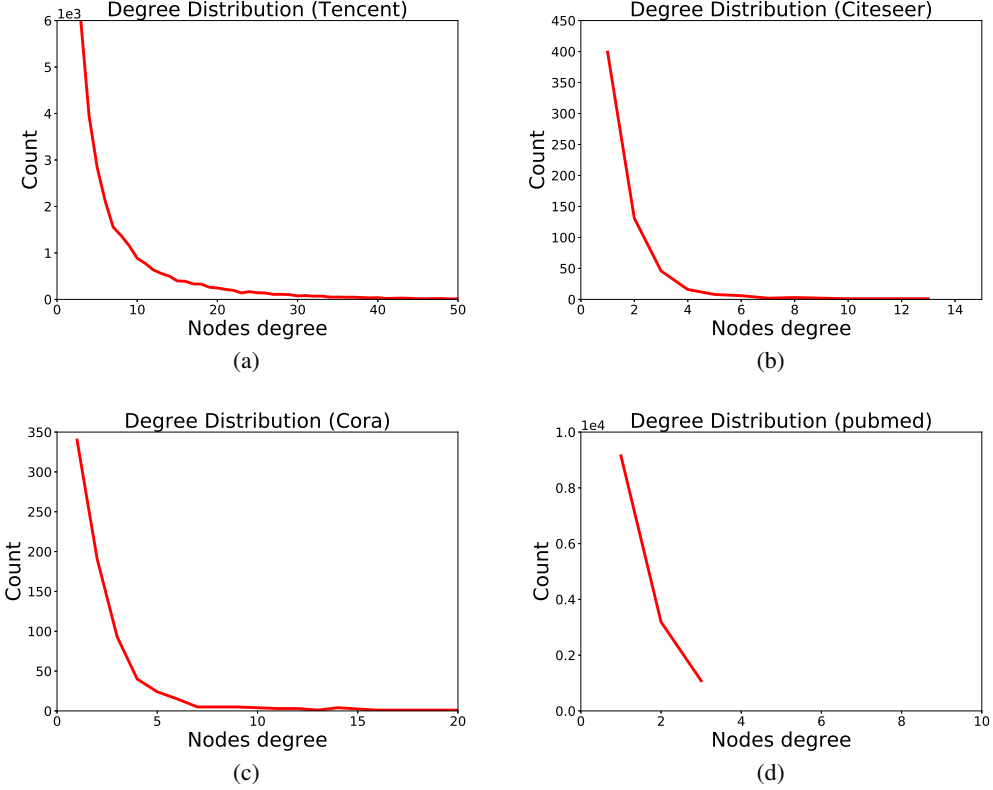 Degree Distribution (Tencent)
1e3
6
5
4
3
2
1
0
Count
0 10 20 30 40 50
Nodes degree
(a)
Degree Distribution (Citeseer)
450
400
350
300
250
200
150
100
50
0
Count
0 2 4 6 8 10 12 14
Nodes degree
(b)
Degree Distribution (Cora)
350
300
250
200
150
100
50
0
Count
0 5 10 15 20
Nodes degree
(c)
Degree Distribution (pubmed)
1e4
1.0
0.8
0.6
0.4
0.2
0.0
Count
0 2 4 6 8 10
Nodes degree
(d)